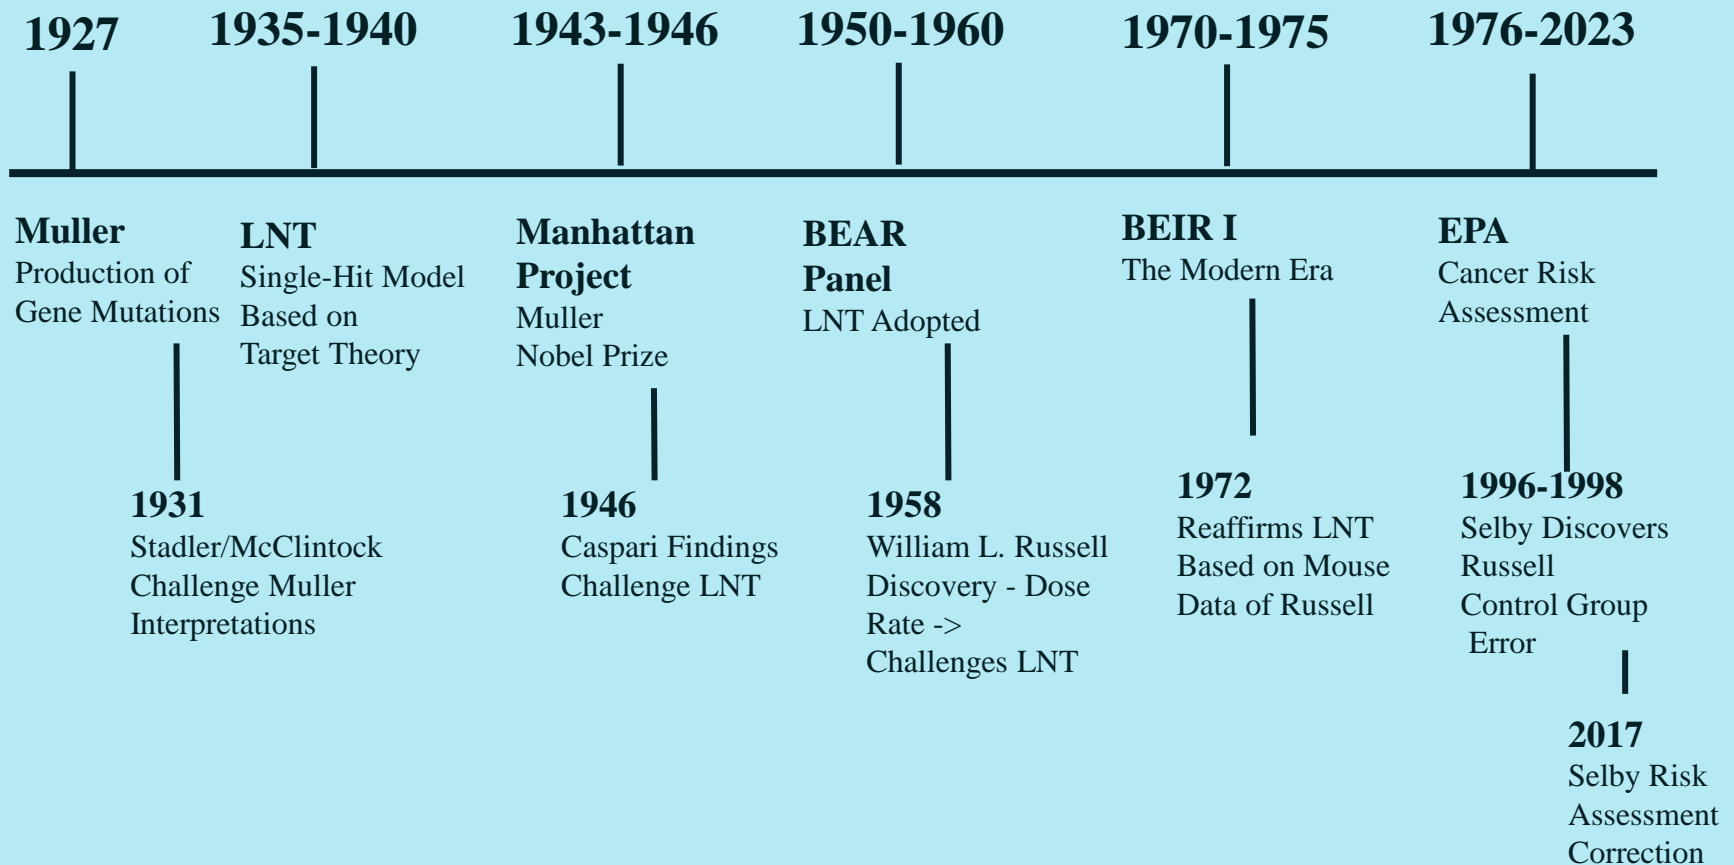 1927
1935-1940
1943-1946
1950-1960
1970-1975
1976-2023
Muller
Production of
Gene Mutations
LNT
Single-Hit Model
Based on
Target Theory
Manhattan
Project
Muller
Nobel Prize
BEAR
Panel
LNT Adopted
BEIR I
The Modern Era
EPA
Cancer Risk
Assessment
1931
Stadler/McClintock
Challenge Muller
Interpretations
1946
Caspari Findings
Challenge LNT
1958
William L. Russell
Discovery - Dose
Rate ->
Challenges LNT
1972
Reaffirms LNT
Based on Mouse
Data of Russell
1996-1998
Selby Discovers
Russell
Control Group
Error
2017
Selby Risk
Assessment
Correction